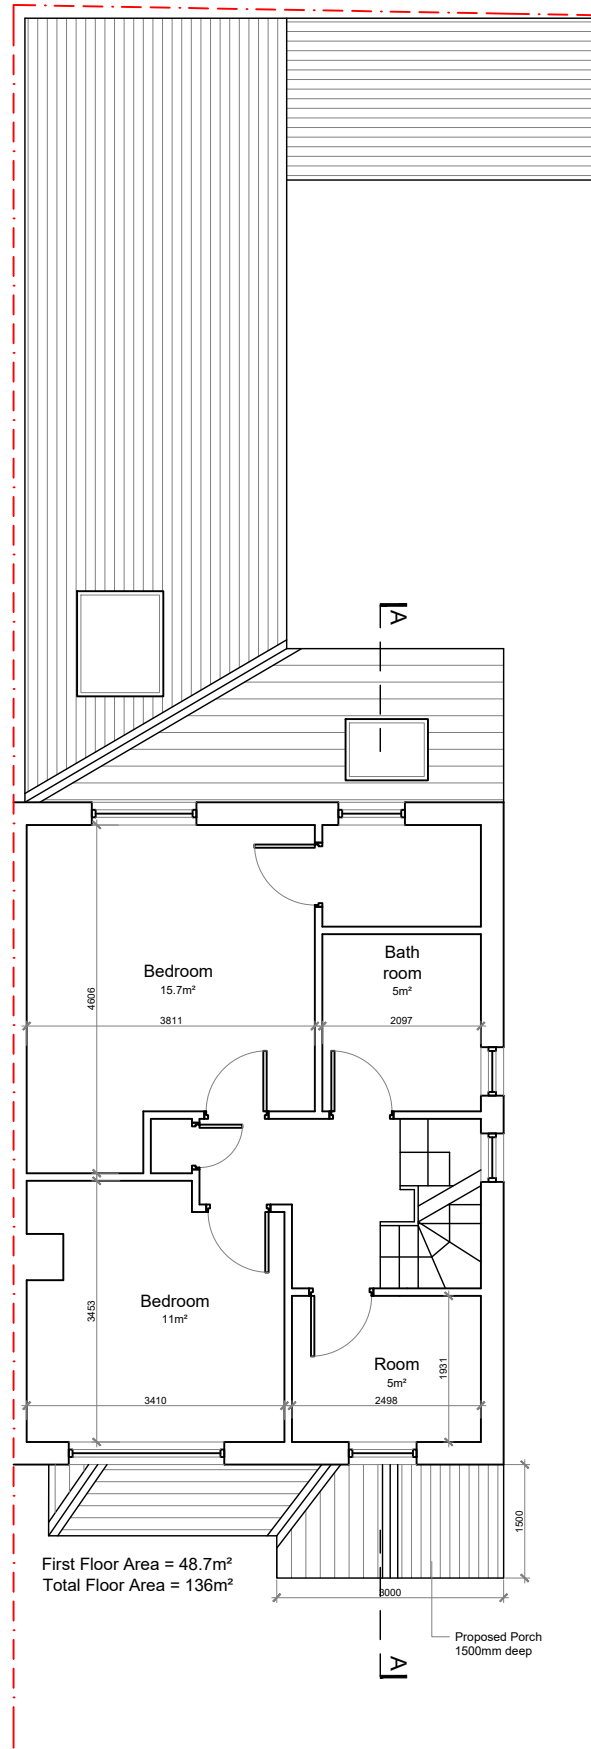 A
Bedroom
15.7m²
Bath
room
5m²
4606
3811
2097
Bedroom
11m²
3453
3410
Room
5m²
1931
2498
1500
First Floor Area = 48.7m²
Total Floor Area = 136m²
3000
Proposed Porch
1500mm deep
A